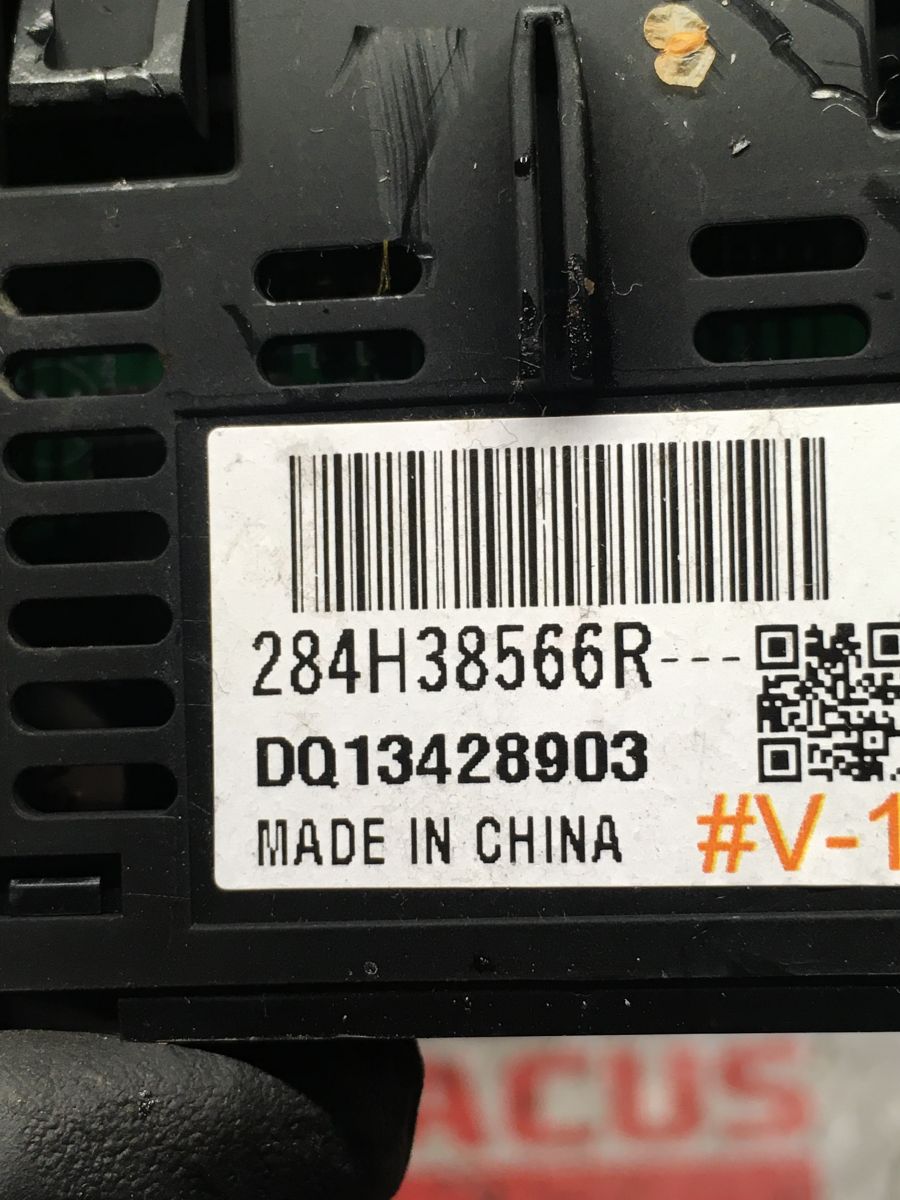 284H38566R---
DQ13428903
MADE IN CHINA
#V-1
ACUS